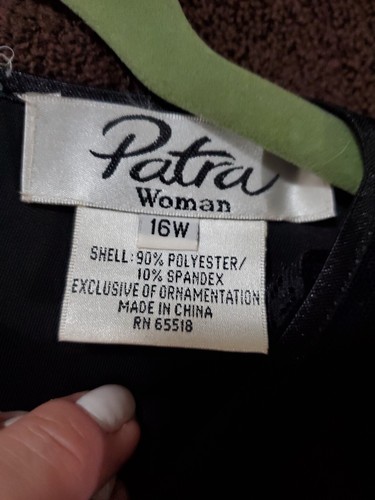 Patra
Woman
16W
SHELL: 90% POLYESTER/
10% SPANDEX
EXCLUSIVE OF ORNAMENTATION
MADE IN CHINA
RN 65518